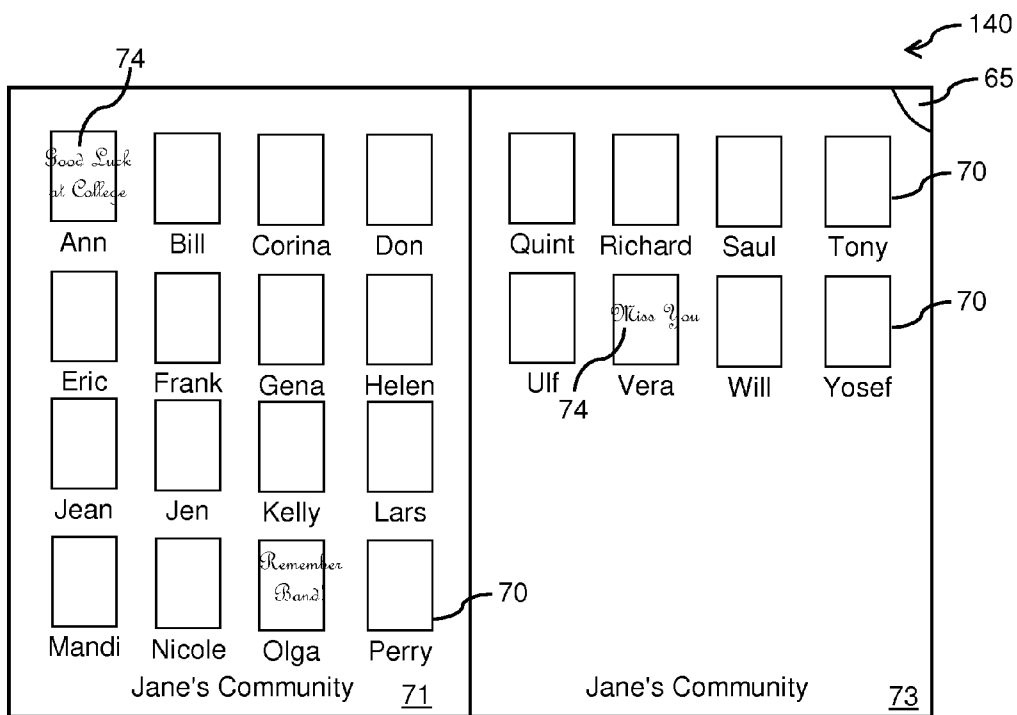 140
74
65
Good Luck
at College
70
Ann Bill Corina Don Quint Richard Saul Tony
Miss You
70
Eric Frank Gena Helen Ulf Vera Will Yosef
74
Jean Jen Kelly Lars
Remember
Band!
70
Mandi Nicole Olga Perry
Jane's Community 71 Jane's Community 73